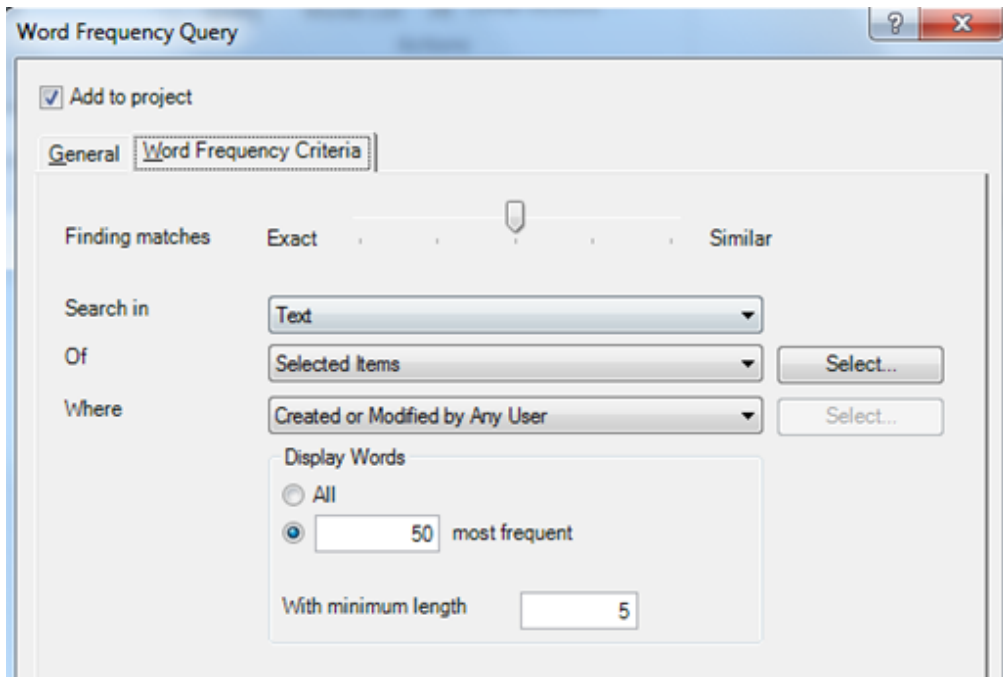 Word Frequency Query
?
Add to project
General Word Frequency Criteria
Finding matches Exact Similar
Search in Text
Of Selected Items Select...
Where Created or Modified by Any User Select...
Display Words
All
50 most frequent
With minimum length 5